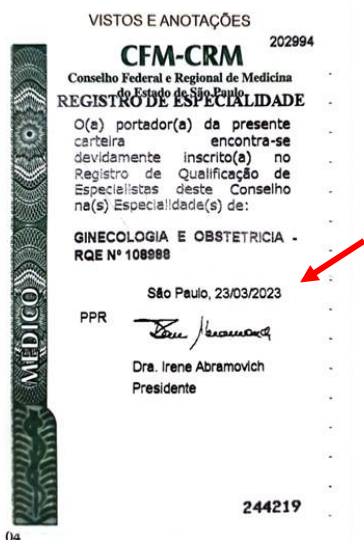 VISTOS E ANOTAÇÕES
202994
CFM-CRM
Conselho Federal e Regional de Medicina
do Estado de São Paulo
REGISTRO DE ESPECIALIDADE
O(a) portador(a) da presente
carteira encontra-se
devidamente inscrito(a) no
Registro de Qualificação de
Especialistas deste Conselho
na(s) Especialidade(s) de:
GINECOLOGIA E OBSTETRICIA -
RQE Nº 108988
São Paulo, 23/03/2023
PPR
Dra. Irene Abramovich
Presidente
MÉDICO
244219
04